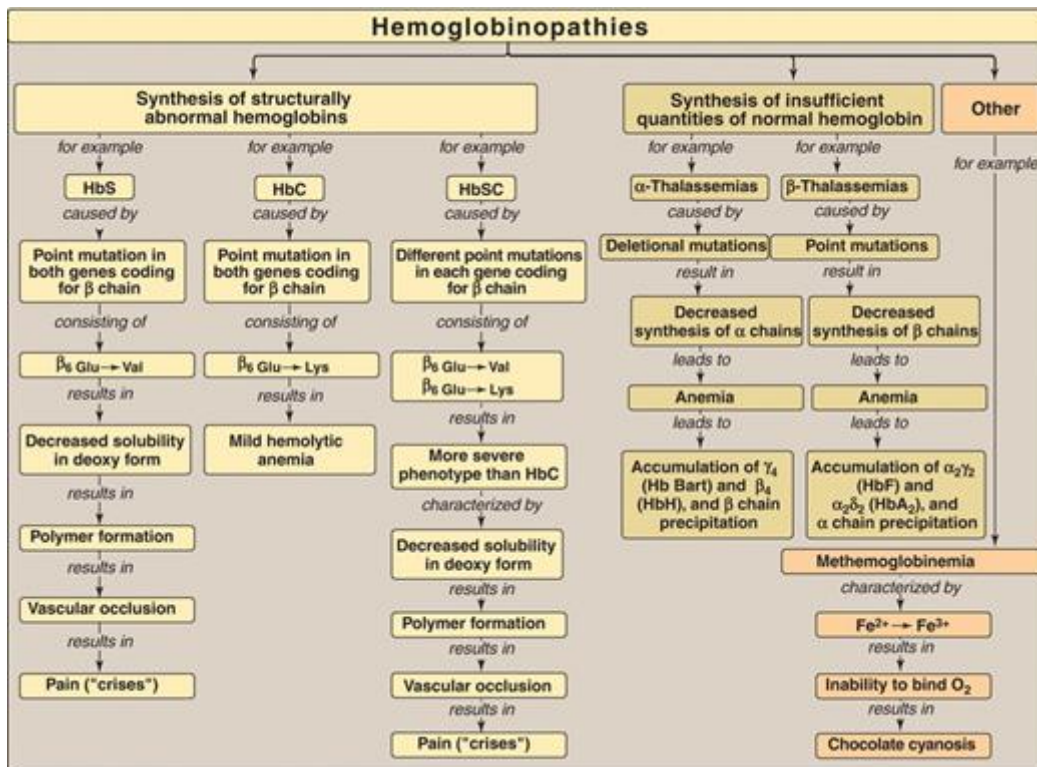 Hemoglobinopathies
Synthesis of structurally
abnormal hemoglobins
for example
for example
for example
HbS
caused by
Point mutation in
both genes coding
for β chain
consisting of
β6 Glu → Val
results in
Decreased solubility
in deoxy form
results in
Polymer formation
results in
Vascular occlusion
results in
Pain ("crises")
HbC
caused by
Point mutation in
both genes coding
for β chain
consisting of
β6 Glu → Lys
results in
Mild hemolytic
anemia
HbSC
caused by
Different point mutations
in each gene coding
for β chain
consisting of
β6 Glu → Val
β6 Glu → Lys
results in
More severe
phenotype than HbC
characterized by
Decreased solubility
in deoxy form
results in
Polymer formation
results in
Vascular occlusion
results in
Pain ("crises")
Synthesis of insufficient
quantities of normal hemoglobin
for example
for example
α-Thalassemias
caused by
Deletional mutations
result in
Decreased
synthesis of α chains
leads to
Anemia
leads to
Accumulation of γ4
(Hb Bart) and β4
(HbH), and β chain
precipitation
β-Thalassemias
caused by
Point mutations
result in
Decreased
synthesis of β chains
leads to
Anemia
leads to
Accumulation of α2γ2
(HbF) and
α2δ2 (HbA2), and
α chain precipitation
Other
for example
Methemoglobinemia
characterized by
Fe2+ → Fe3+
results in
Inability to bind O2
results in
Chocolate cyanosis